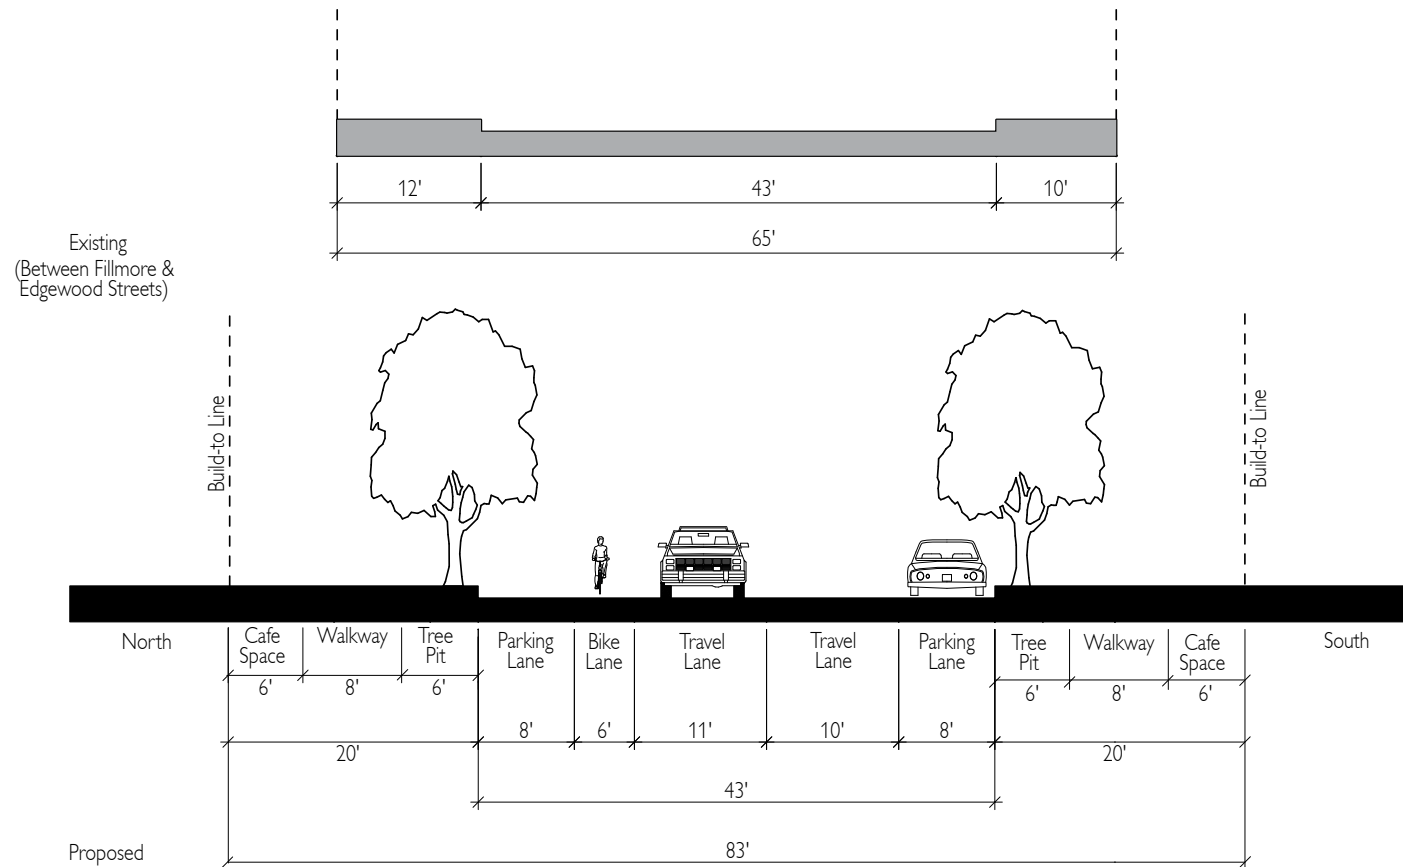 12' 43' 10'
65'
Existing
(Between Fillmore &
Edgewood Streets)
Build-to Line
Build-to Line
North
Cafe
Space
Walkway
Tree
Pit
Parking
Lane
Bike
Lane
Travel
Lane
Travel
Lane
Parking
Lane
Tree
Pit
Walkway
Cafe
Space
South
6' 8' 6' 6' 8' 6'
8' 6' 11' 10' 8'
20' 20'
43'
Proposed
83'